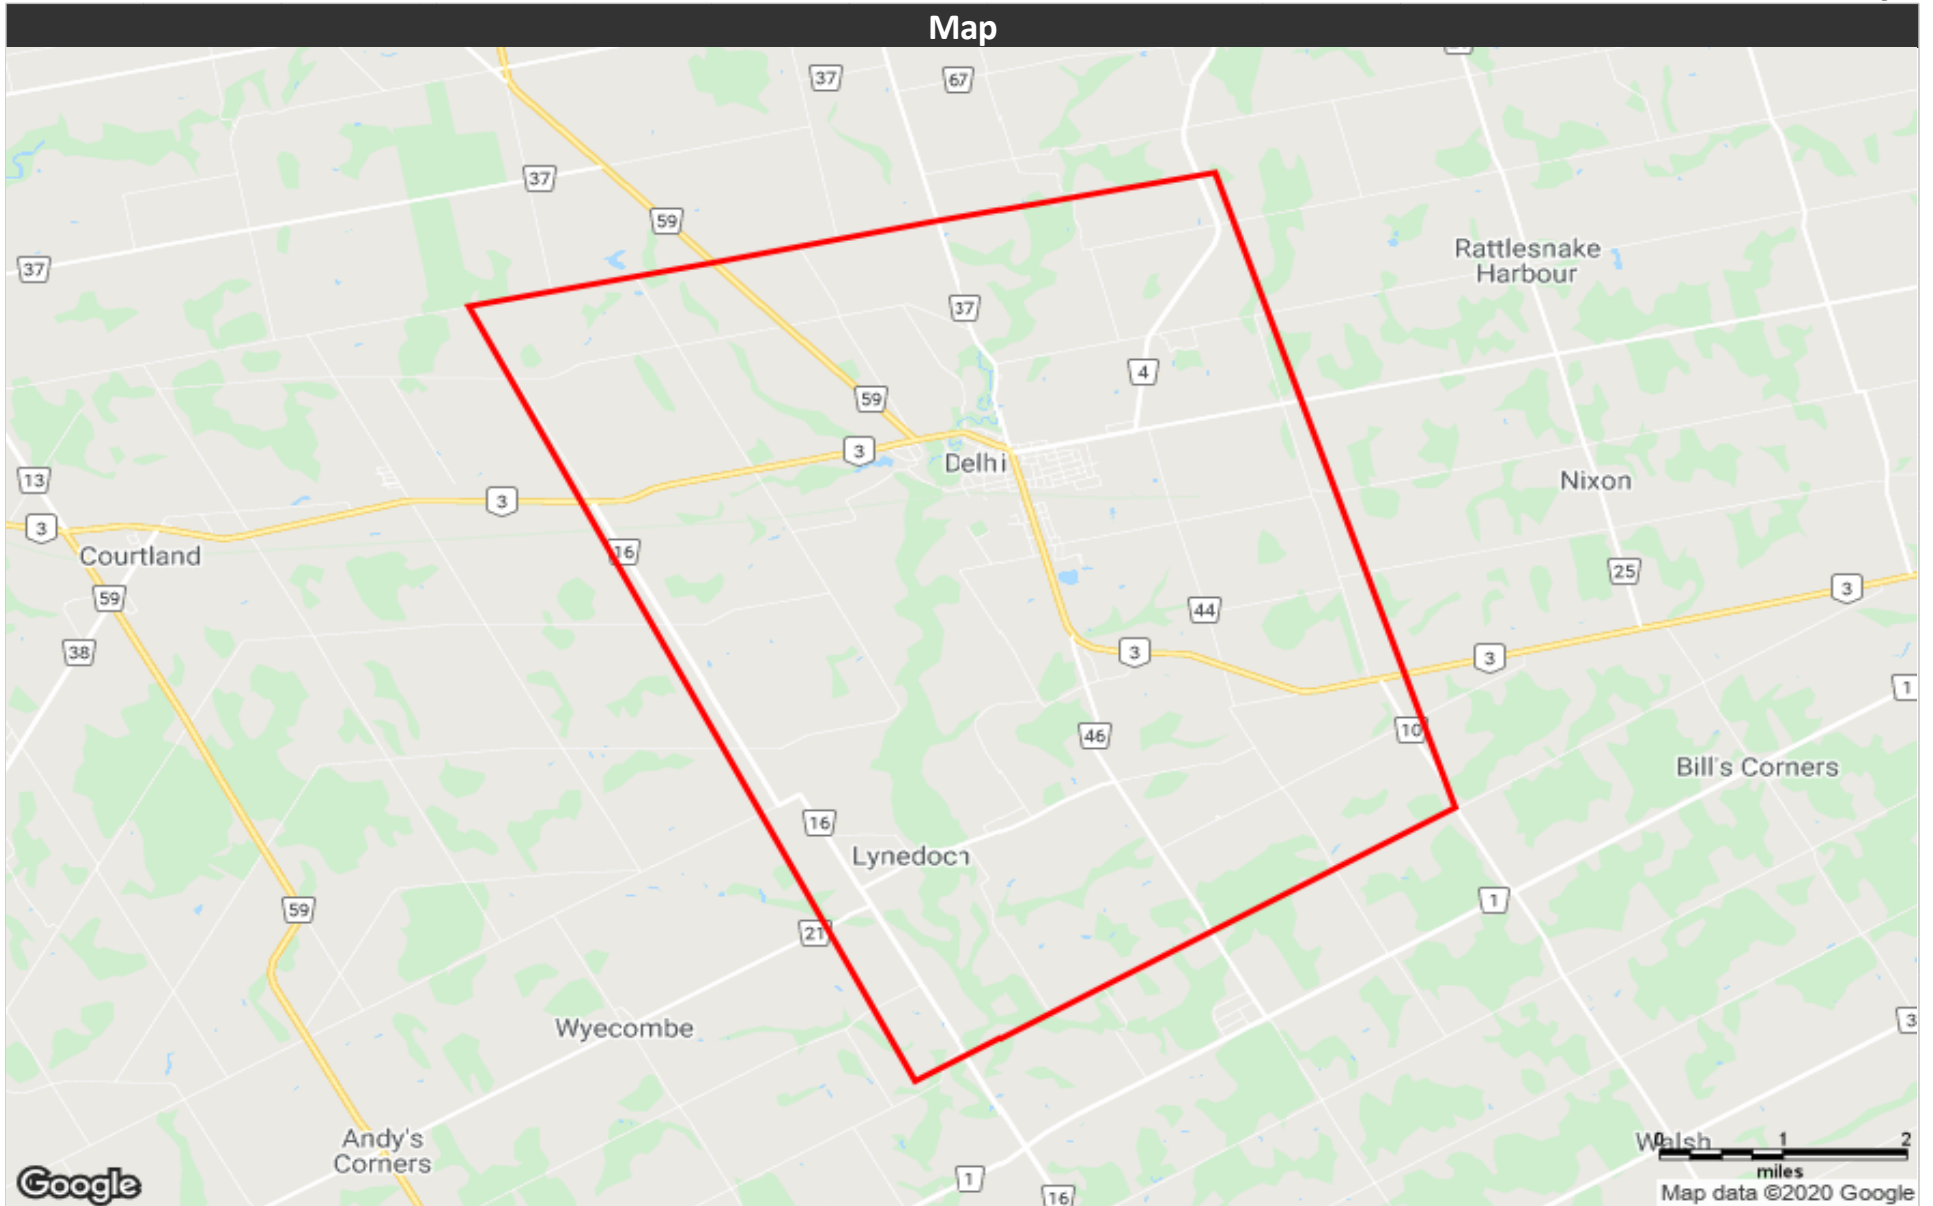 Map
37
67
37
59
Rattlesnake
Harbour
37
37
4
59
3
Delhi
13
Nixon
3
3
16
Courtland
25
59
3
44
38
3
3
1
10
46
Bill's Corners
16
Lynedoch
1
59
21
3
Wyecombe
Andy's
Corners
Walsh
0 1 2
miles
1
16
Google
Map data ©2020 Google